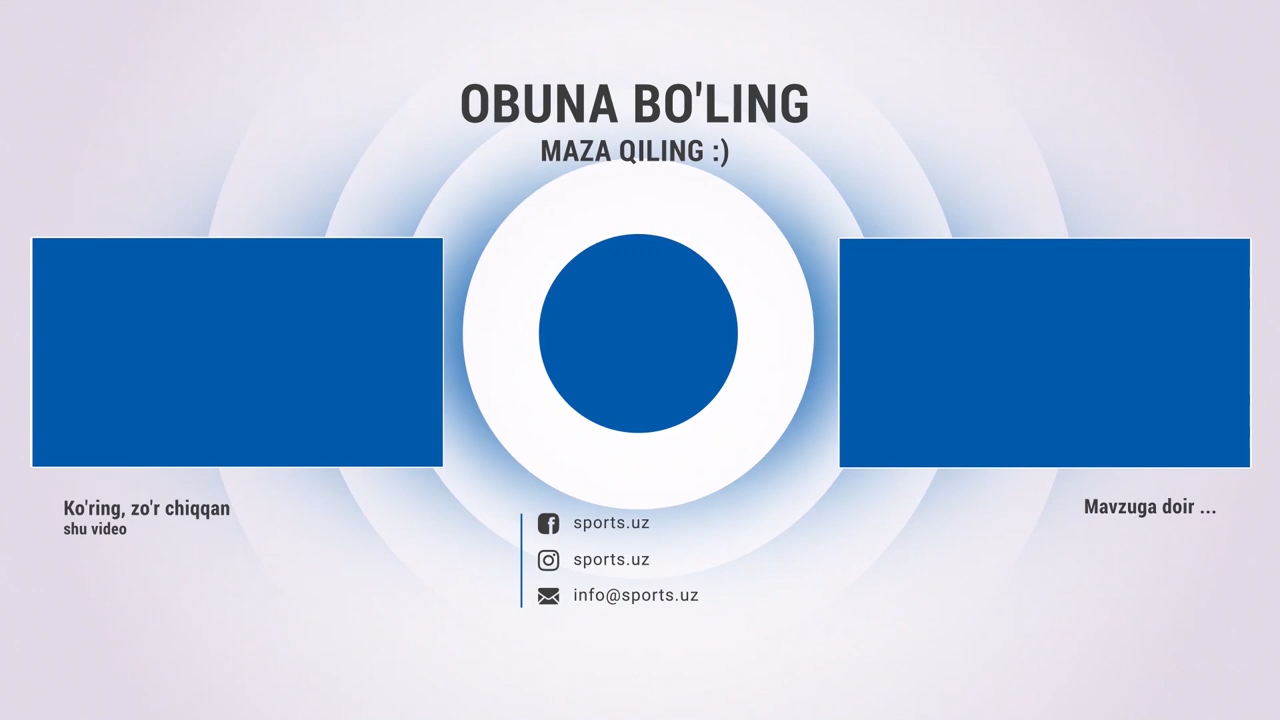 OBUNA BO'LING
MAZA QILING :)
Ko'ring, zo'r chiqqan
shu video
Mavzuga doir ...
sports.uz
sports.uz
info@sports.uz